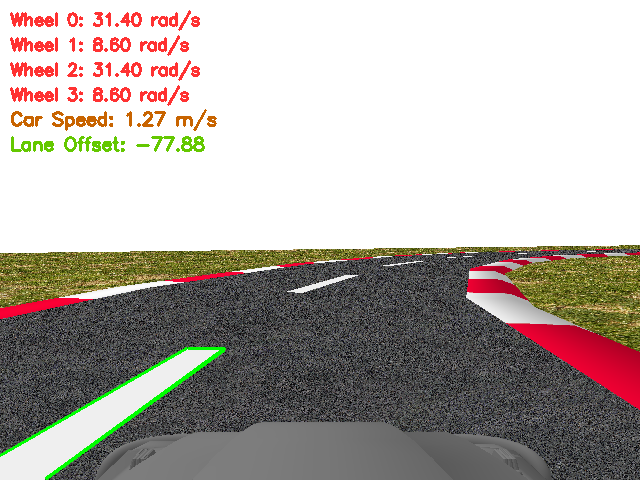 Wheel 0: 31.40 rad/s
Wheel 1: 8.60 rad/s
Wheel 2: 31.40 rad/s
Wheel 3: 8.60 rad/s
Car Speed: 1.27 m/s
Lane Offset: -77.88